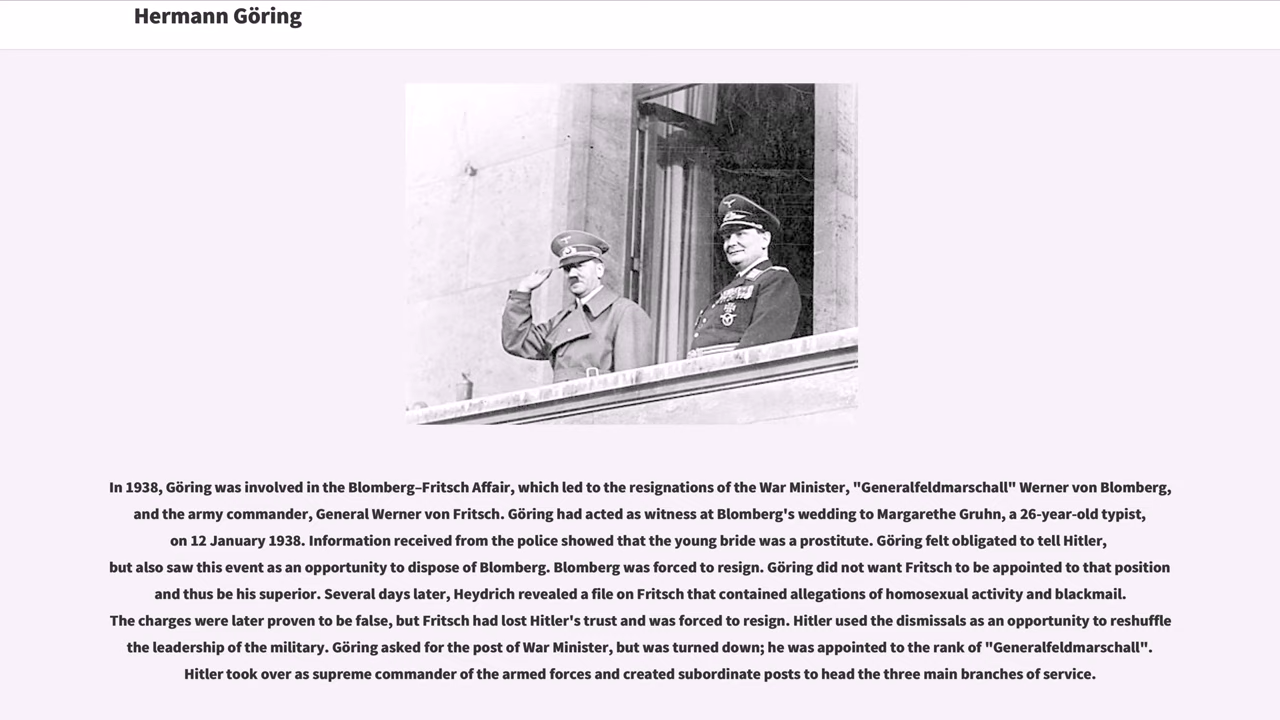 Hermann Göring
In 1938, Göring was involved in the Blomberg–Fritsch Affair, which led to the resignations of the War Minister, "Generalfeldmarschall" Werner von Blomberg,
and the army commander, General Werner von Fritsch. Göring had acted as witness at Blomberg's wedding to Margarethe Gruhn, a 26-year-old typist,
on 12 January 1938. Information received from the police showed that the young bride was a prostitute. Göring felt obligated to tell Hitler,
but also saw this event as an opportunity to dispose of Blomberg. Blomberg was forced to resign. Göring did not want Fritsch to be appointed to that position
and thus be his superior. Several days later, Heydrich revealed a file on Fritsch that contained allegations of homosexual activity and blackmail.
The charges were later proven to be false, but Fritsch had lost Hitler's trust and was forced to resign. Hitler used the dismissals as an opportunity to reshuffle
the leadership of the military. Göring asked for the post of War Minister, but was turned down; he was appointed to the rank of "Generalfeldmarschall".
Hitler took over as supreme commander of the armed forces and created subordinate posts to head the three main branches of service.